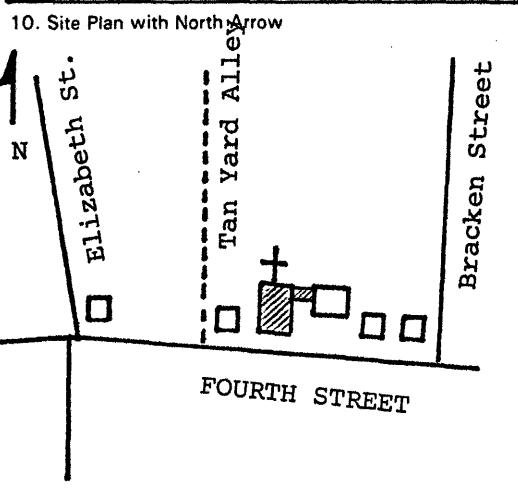 10. Site Plan with North Arrow
N
Elizabeth St.
Tan Yard Alley
Bracken Street
FOURTH STREET